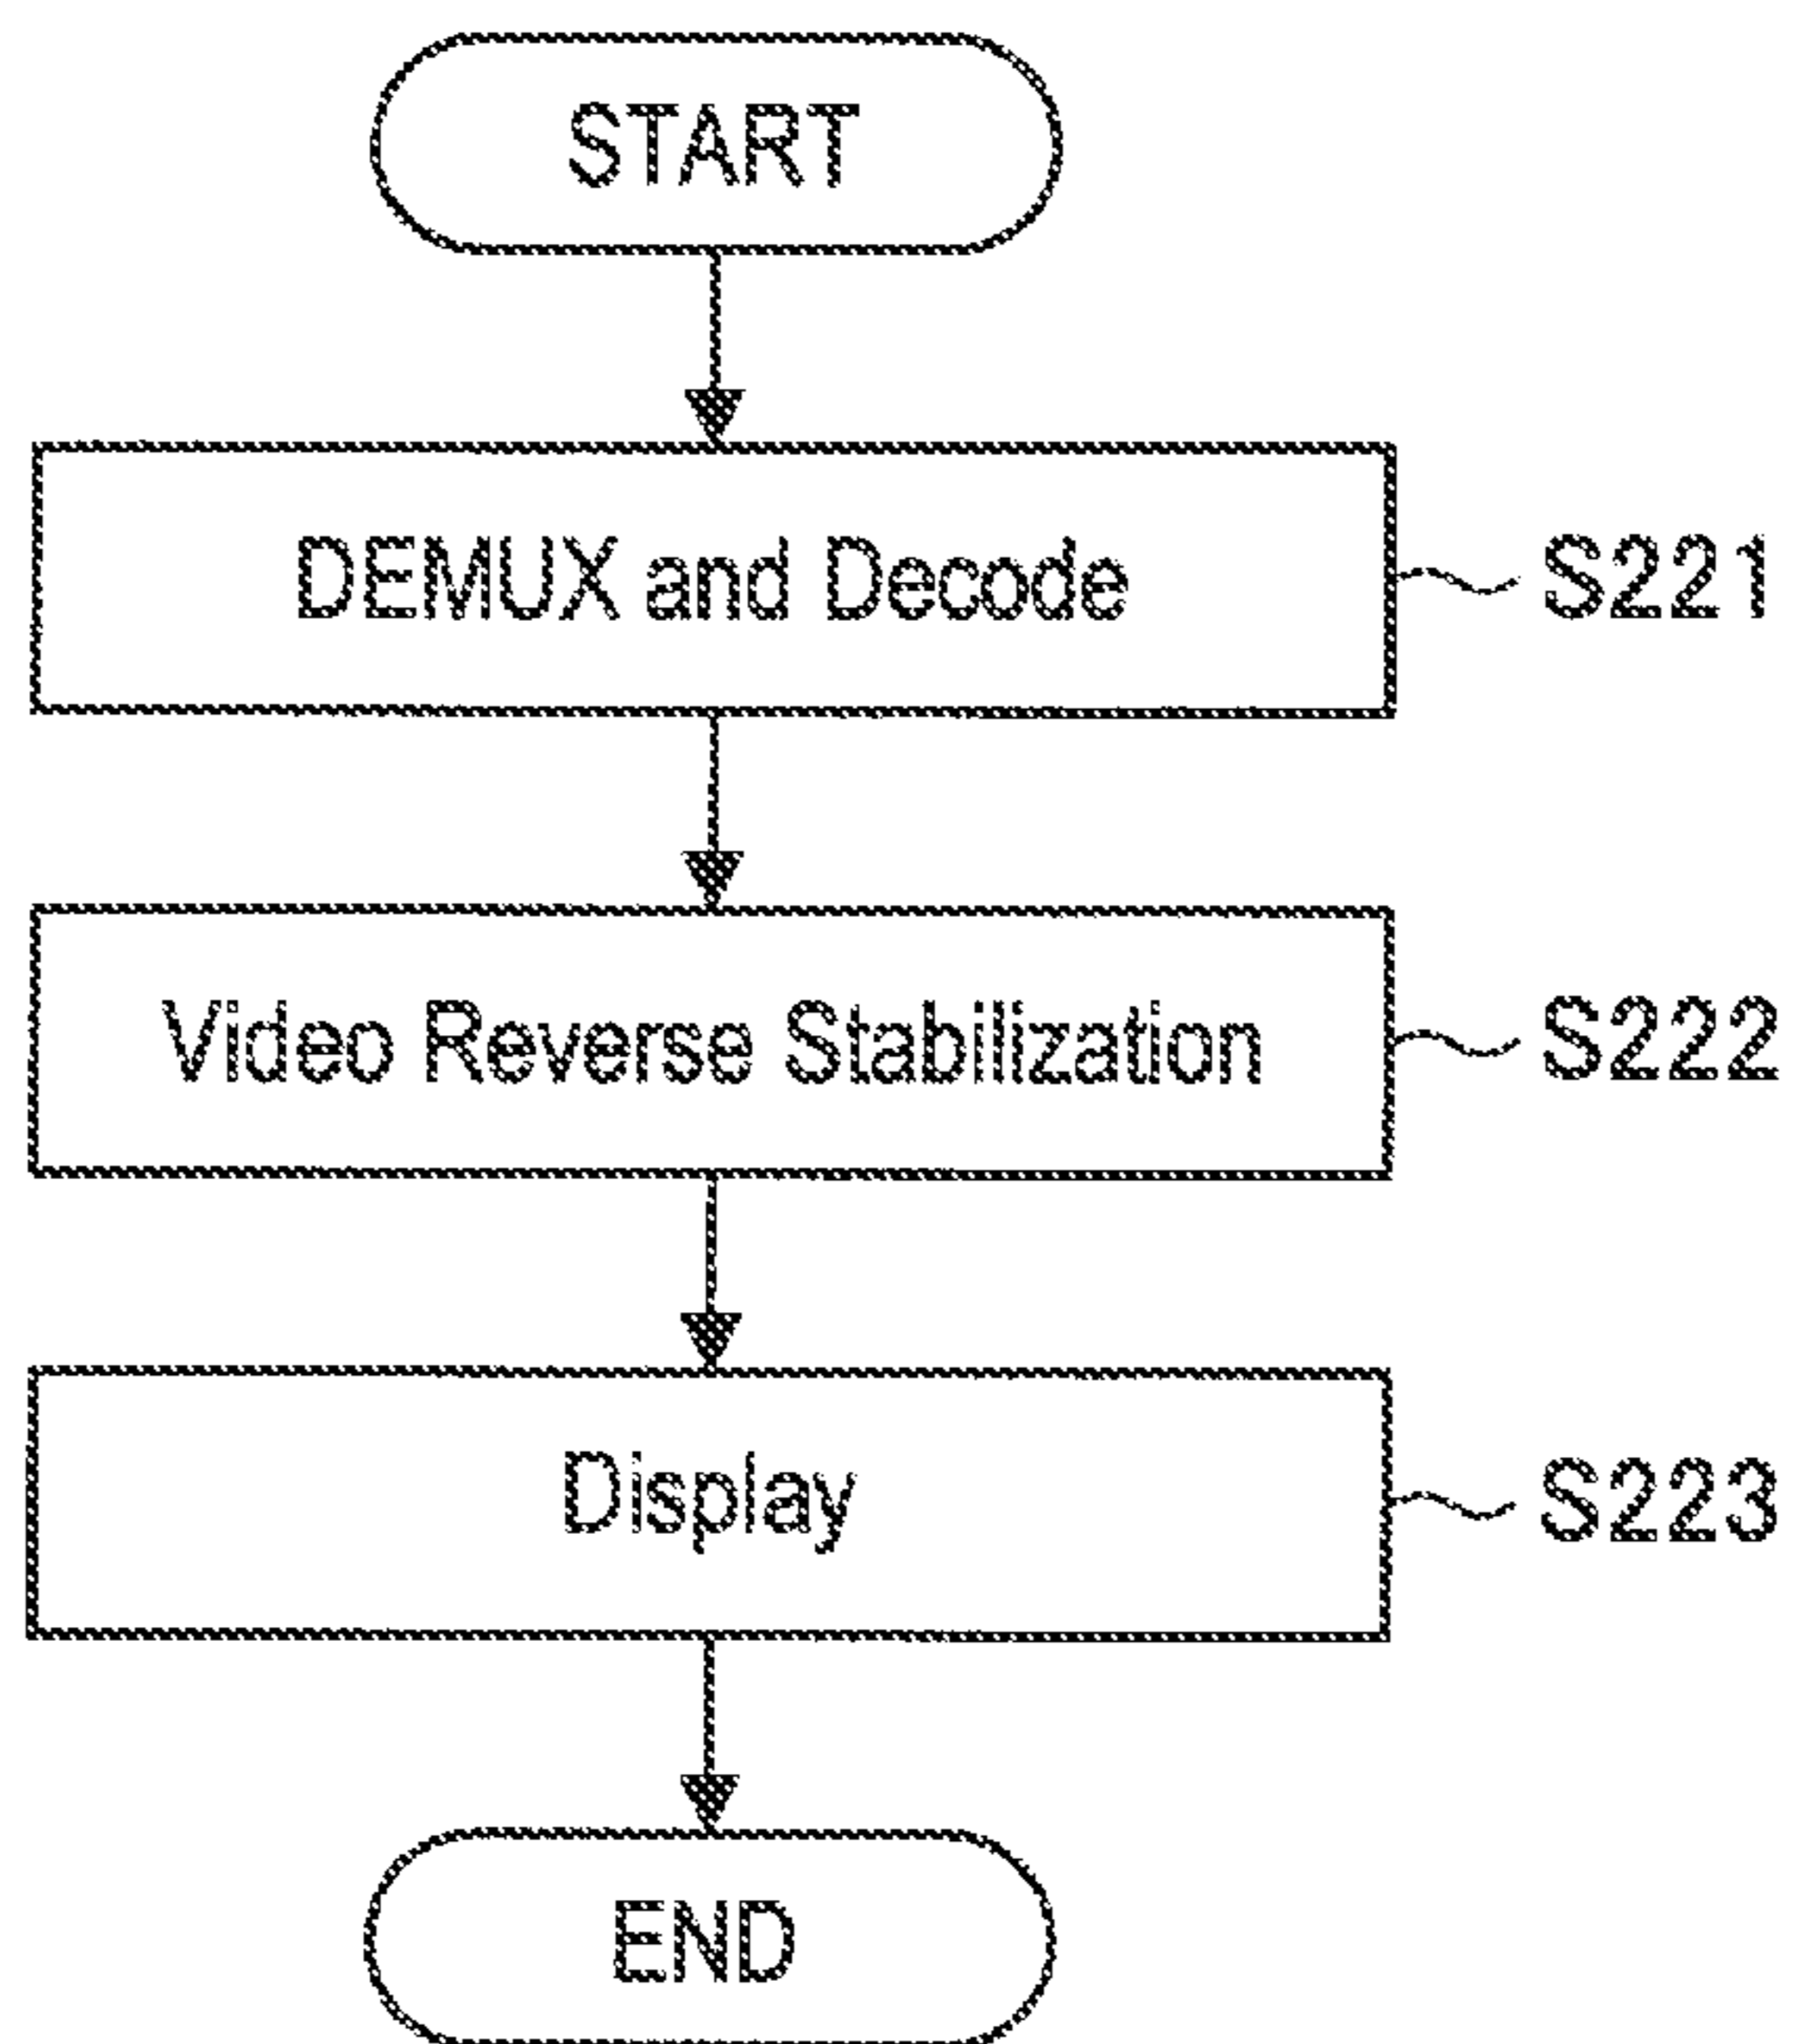 START
DEMUX and Decode
S221
Video Reverse Stabilization
S222
Display
S223
END